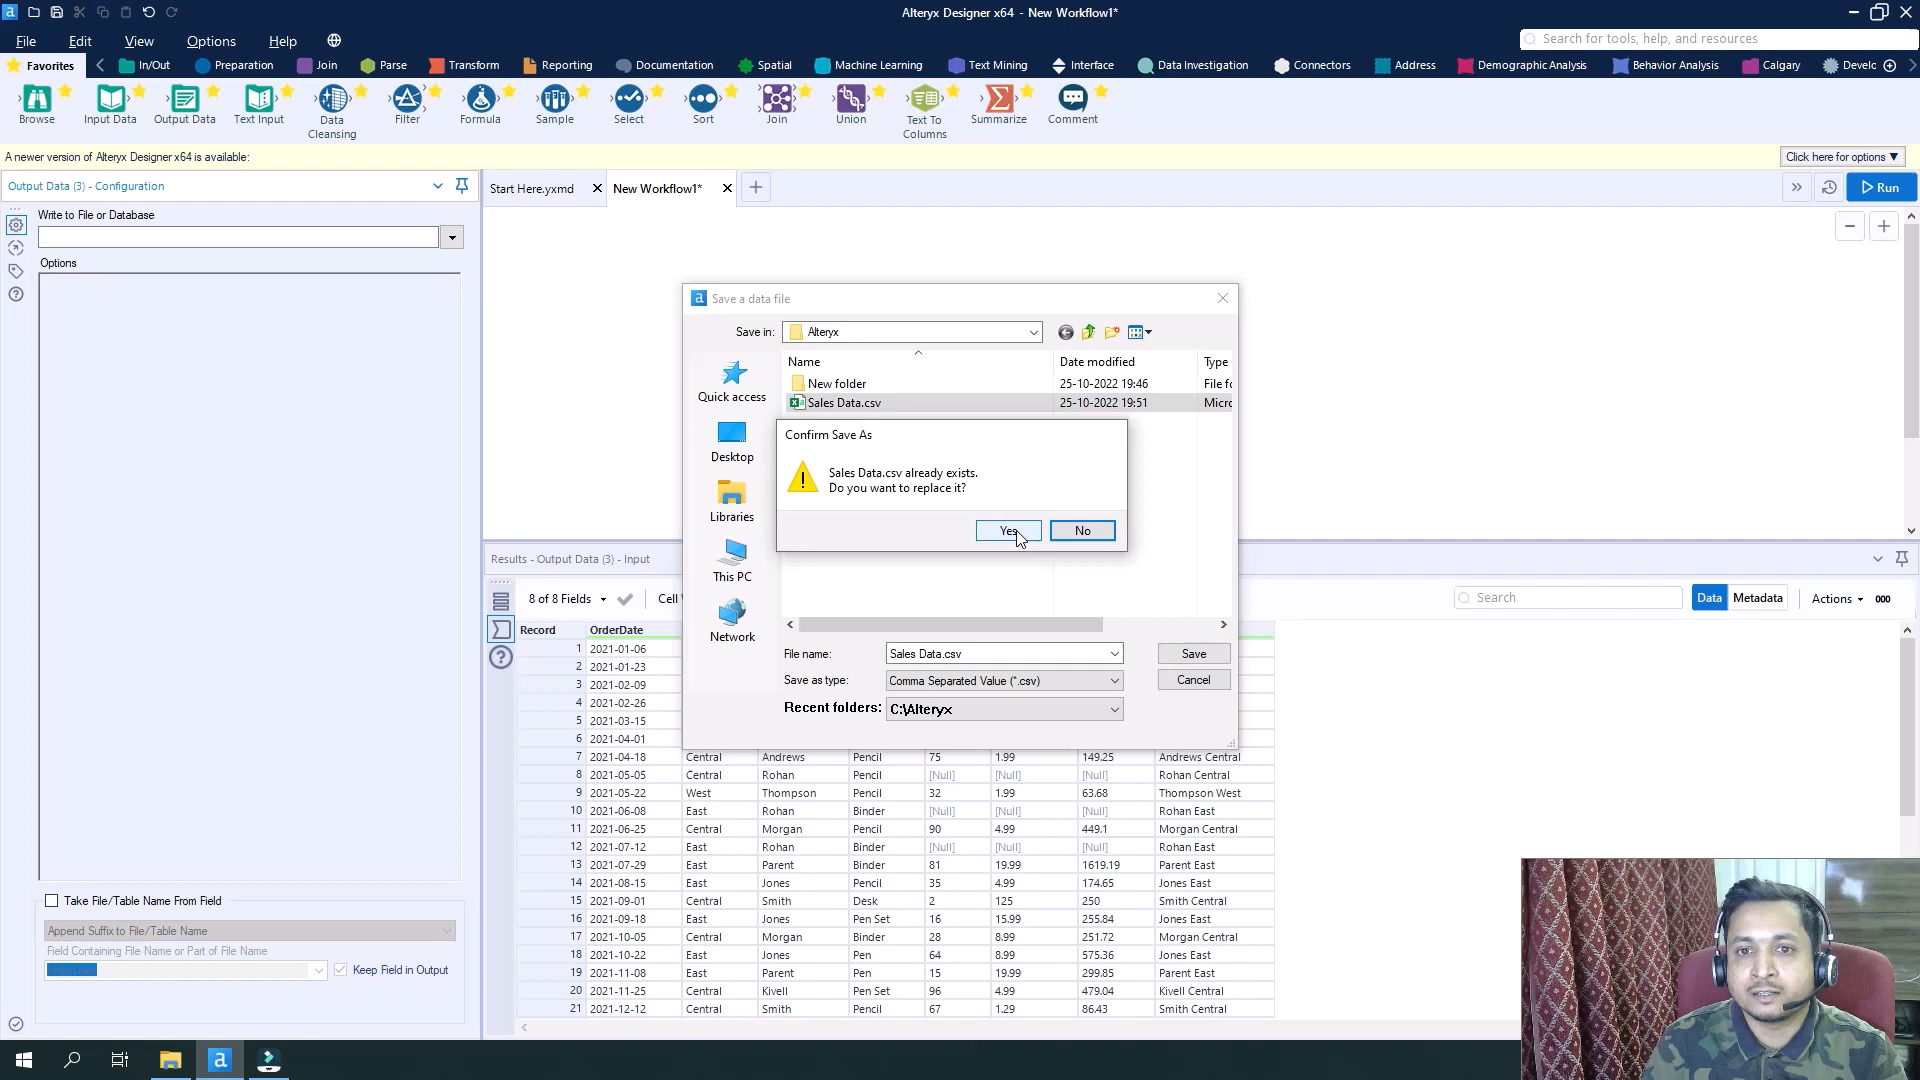 Alteryx Designer x64 - New Workflow1*
File Edit View Options Help
Search for tools, help, and resources
Favorites In/Out Preparation Join Parse Transform Reporting Documentation Spatial Machine Learning Text Mining Interface Data Investigation Connectors Address Demographic Analysis Behavior Analysis Calgary Develo
Browse Input Data Output Data Text Input Data Cleansing Filter Formula Sample Select Sort Join Union Text To Columns Summarize Comment
A newer version of Alteryx Designer x64 is available:
Click here for options
Output Data (3) - Configuration
Start Here.yxmd
New Workflow1*
Run
Write to File or Database
Options
Save a data file
Save in: Alteryx
Name Date modified Type
New folder 25-10-2022 19:46 File fo
Sales Data.csv 25-10-2022 19:51 Micro
Quick access
Desktop
Libraries
This PC
Network
Confirm Save As
Sales Data.csv already exists.
Do you want to replace it?
Yes No
File name: Sales Data.csv Save
Save as type: Comma Separated Value (*.csv) Cancel
Recent folders: C:\Alteryx
Results - Output Data (3) - Input
8 of 8 Fields Cell
Search Data Metadata Actions 000
Record OrderDate
1 2021-01-06
2 2021-01-23
3 2021-02-09
4 2021-02-26
5 2021-03-15
6 2021-04-01
7 2021-04-18 Central Andrews Pencil 75 1.99 149.25 Andrews Central
8 2021-05-05 Central Rohan Pencil [Null] [Null] [Null] Rohan Central
9 2021-05-22 West Thompson Pencil 32 1.99 63.68 Thompson West
10 2021-06-08 East Rohan Binder [Null] [Null] [Null] Rohan East
11 2021-06-25 Central Morgan Pencil 90 4.99 449.1 Morgan Central
12 2021-07-12 East Rohan Binder [Null] [Null] [Null] Rohan East
13 2021-07-29 East Parent Binder 81 19.99 1619.19 Parent East
14 2021-08-15 East Jones Pencil 35 4.99 174.65 Jones East
15 2021-09-01 Central Smith Desk 2 125 250 Smith Central
16 2021-09-18 East Jones Pen Set 16 15.99 255.84 Jones East
17 2021-10-05 Central Morgan Binder 28 8.99 251.72 Morgan Central
18 2021-10-22 East Jones Pen 64 8.99 575.36 Jones East
19 2021-11-08 East Parent Pen 15 19.99 299.85 Parent East
20 2021-11-25 Central Kivell Pen Set 96 4.99 479.04 Kivell Central
21 2021-12-12 Central Smith Pencil 67 1.29 86.43 Smith Central
Take File/Table Name From Field
Append Suffix to File/Table Name
Field Containing File Name or Part of File Name
Keep Field in Output